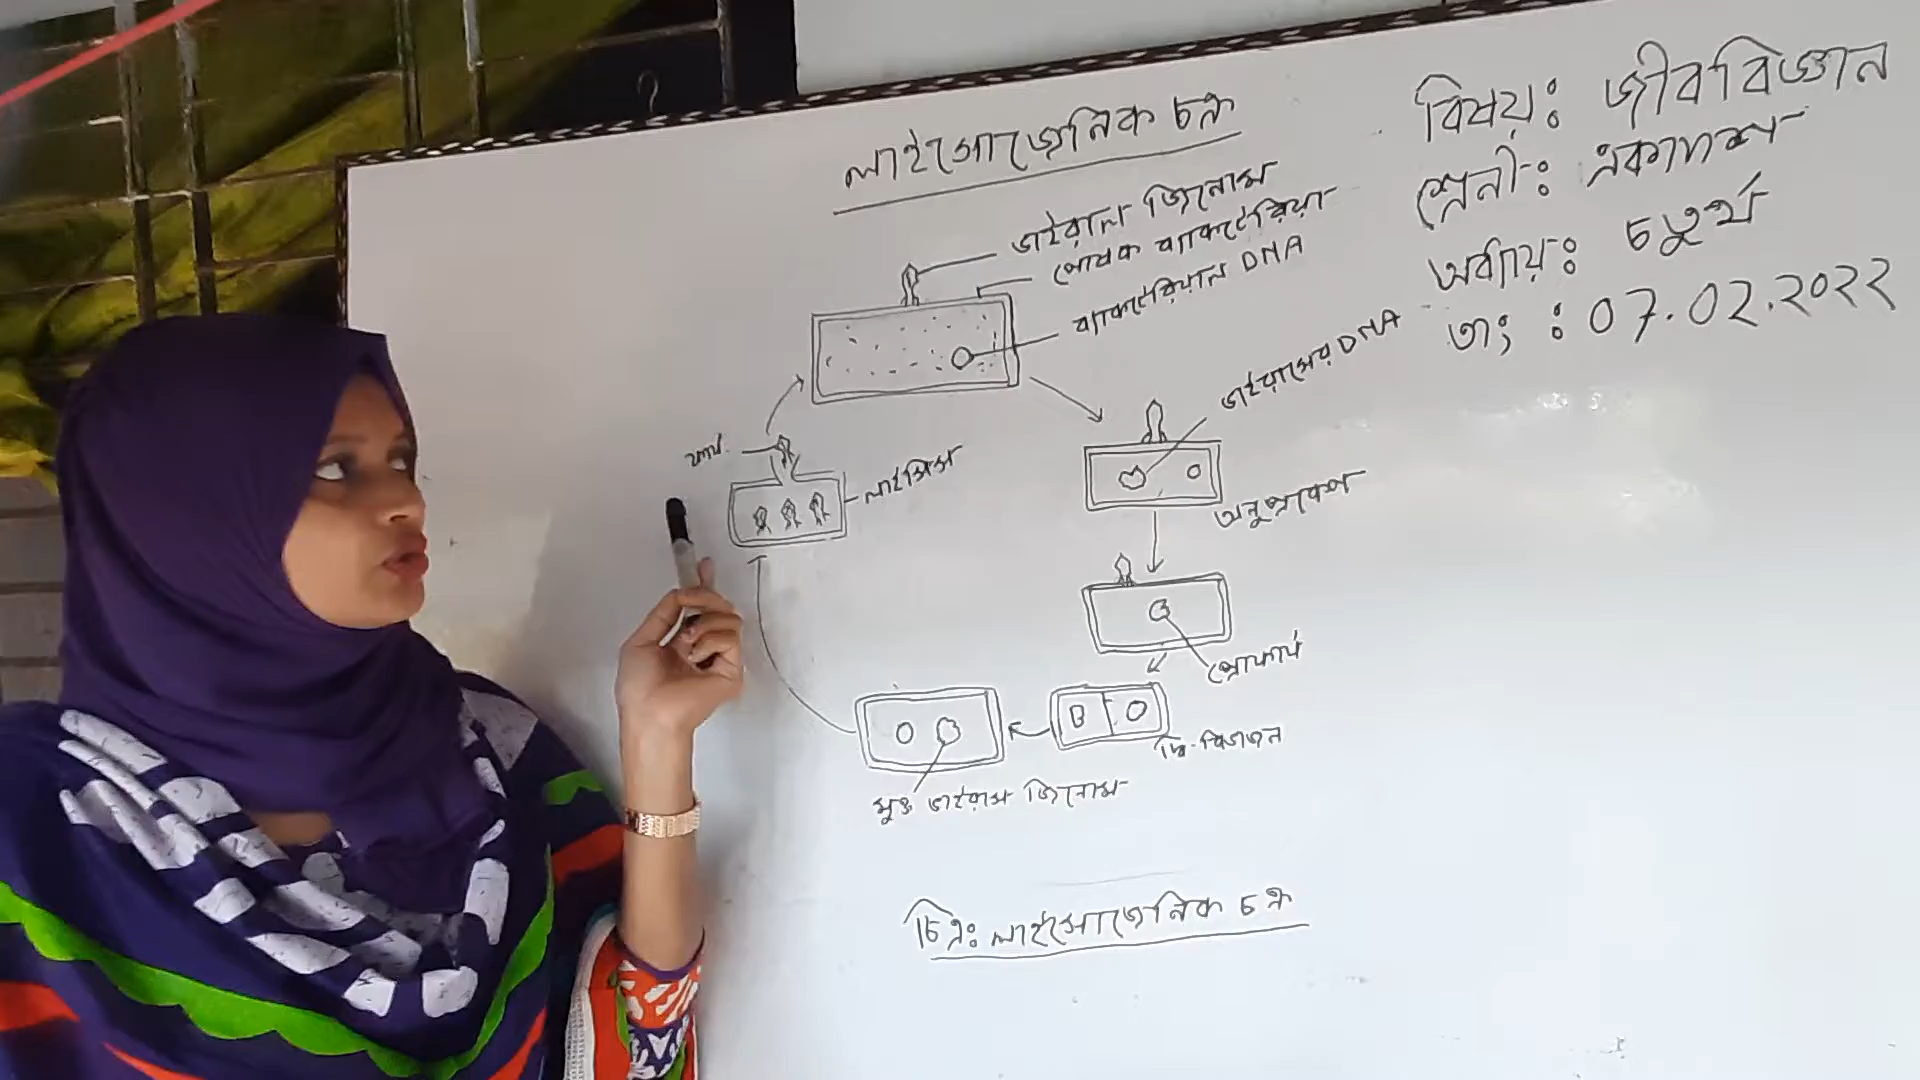 লাইসোজেনিক চক্র
বিষয়ঃ জীববিজ্ঞান
শ্রেনীঃ একাদশ
অধ্যায়ঃ চতুর্থ
তাং : 07.02.২০২২
ভাইরাল জিনোম
পোষক ব্যাকটেরিয়া
ব্যাকটেরিয়াল DNA
ভাইরাসের DNA
অনুপ্রবেশ
প্রোফায
দ্বি-বিভাজন
মুক্ত ভাইরাস জিনোম
লাইসিস
ফায
চিত্রঃ লাইসোজেনিক চক্র